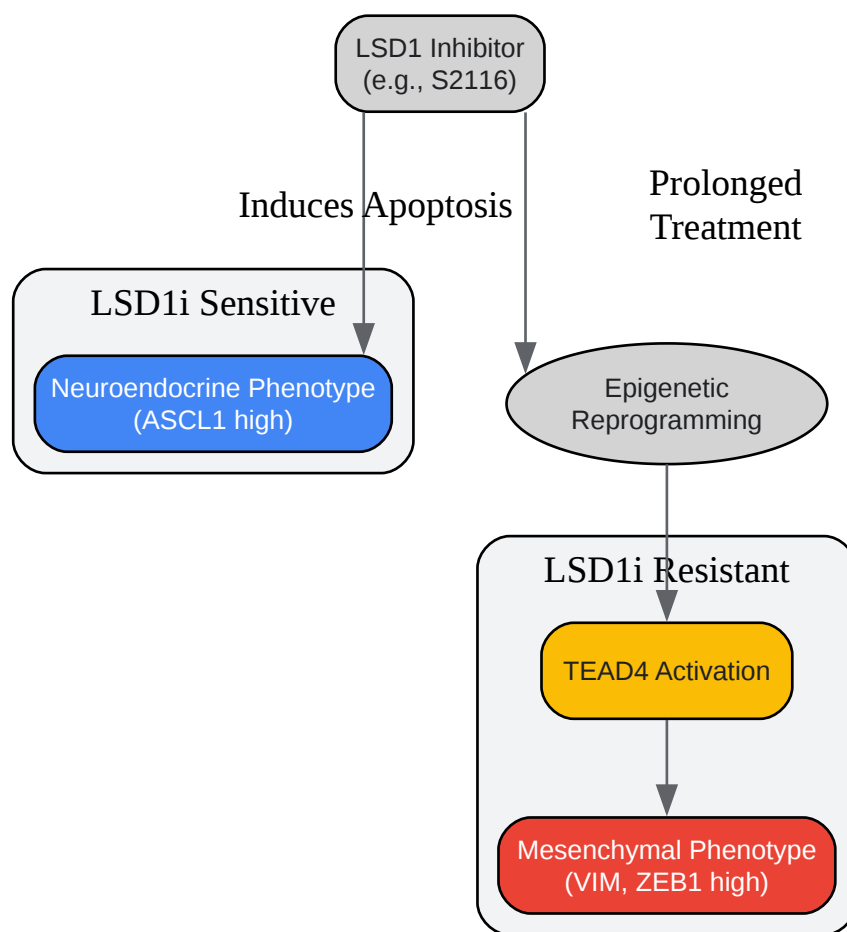 LSD1 Inhibitor
(e.g., S2116)
Induces Apoptosis
Prolonged
Treatment
LSD1i Sensitive
Neuroendocrine Phenotype
(ASCL1 high)
Epigenetic
Reprogramming
LSD1i Resistant
TEAD4 Activation
Mesenchymal Phenotype
(VIM, ZEB1 high)